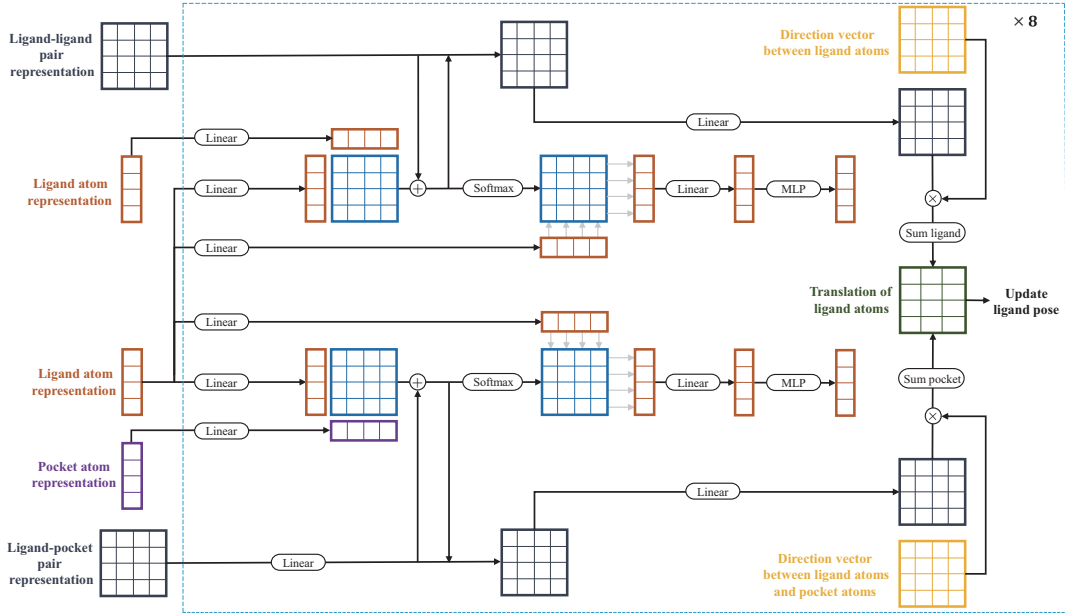 × 8
Ligand-ligand
pair
representation
Direction vector
between ligand atoms
Linear
Linear
Ligand atom
representation
Linear
Softmax
Linear
MLP
Linear
Sum ligand
Translation of
ligand atoms
Update
ligand pose
Linear
Ligand atom
representation
Linear
Softmax
Linear
MLP
Sum pocket
Linear
Pocket atom
representation
Linear
Ligand-pocket
pair
representation
Linear
Direction vector
between ligand atoms
and pocket atoms